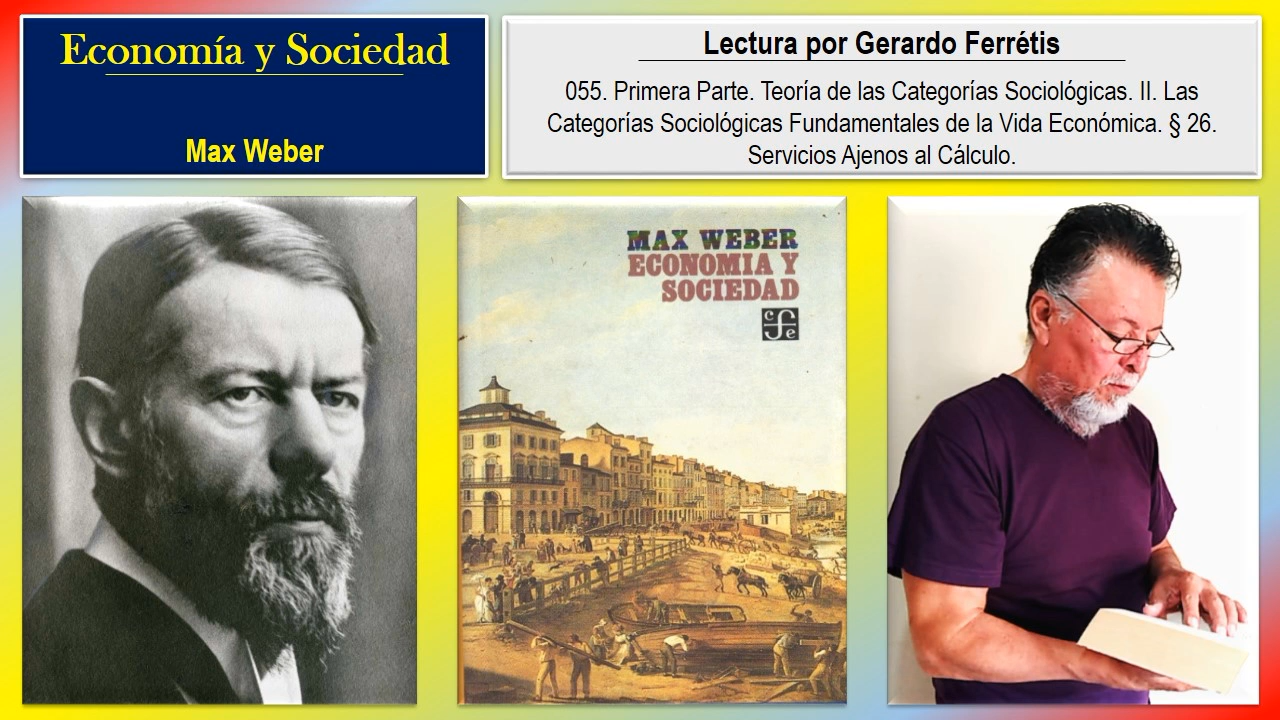 Economía y Sociedad
Max Weber
Lectura por Gerardo Ferrétis
055. Primera Parte. Teoría de las Categorías Sociológicas. II. Las
Categorías Sociológicas Fundamentales de la Vida Económica. § 26.
Servicios Ajenos al Cálculo.
MAX WEBER
ECONOMIA Y
SOCIEDAD
cfe